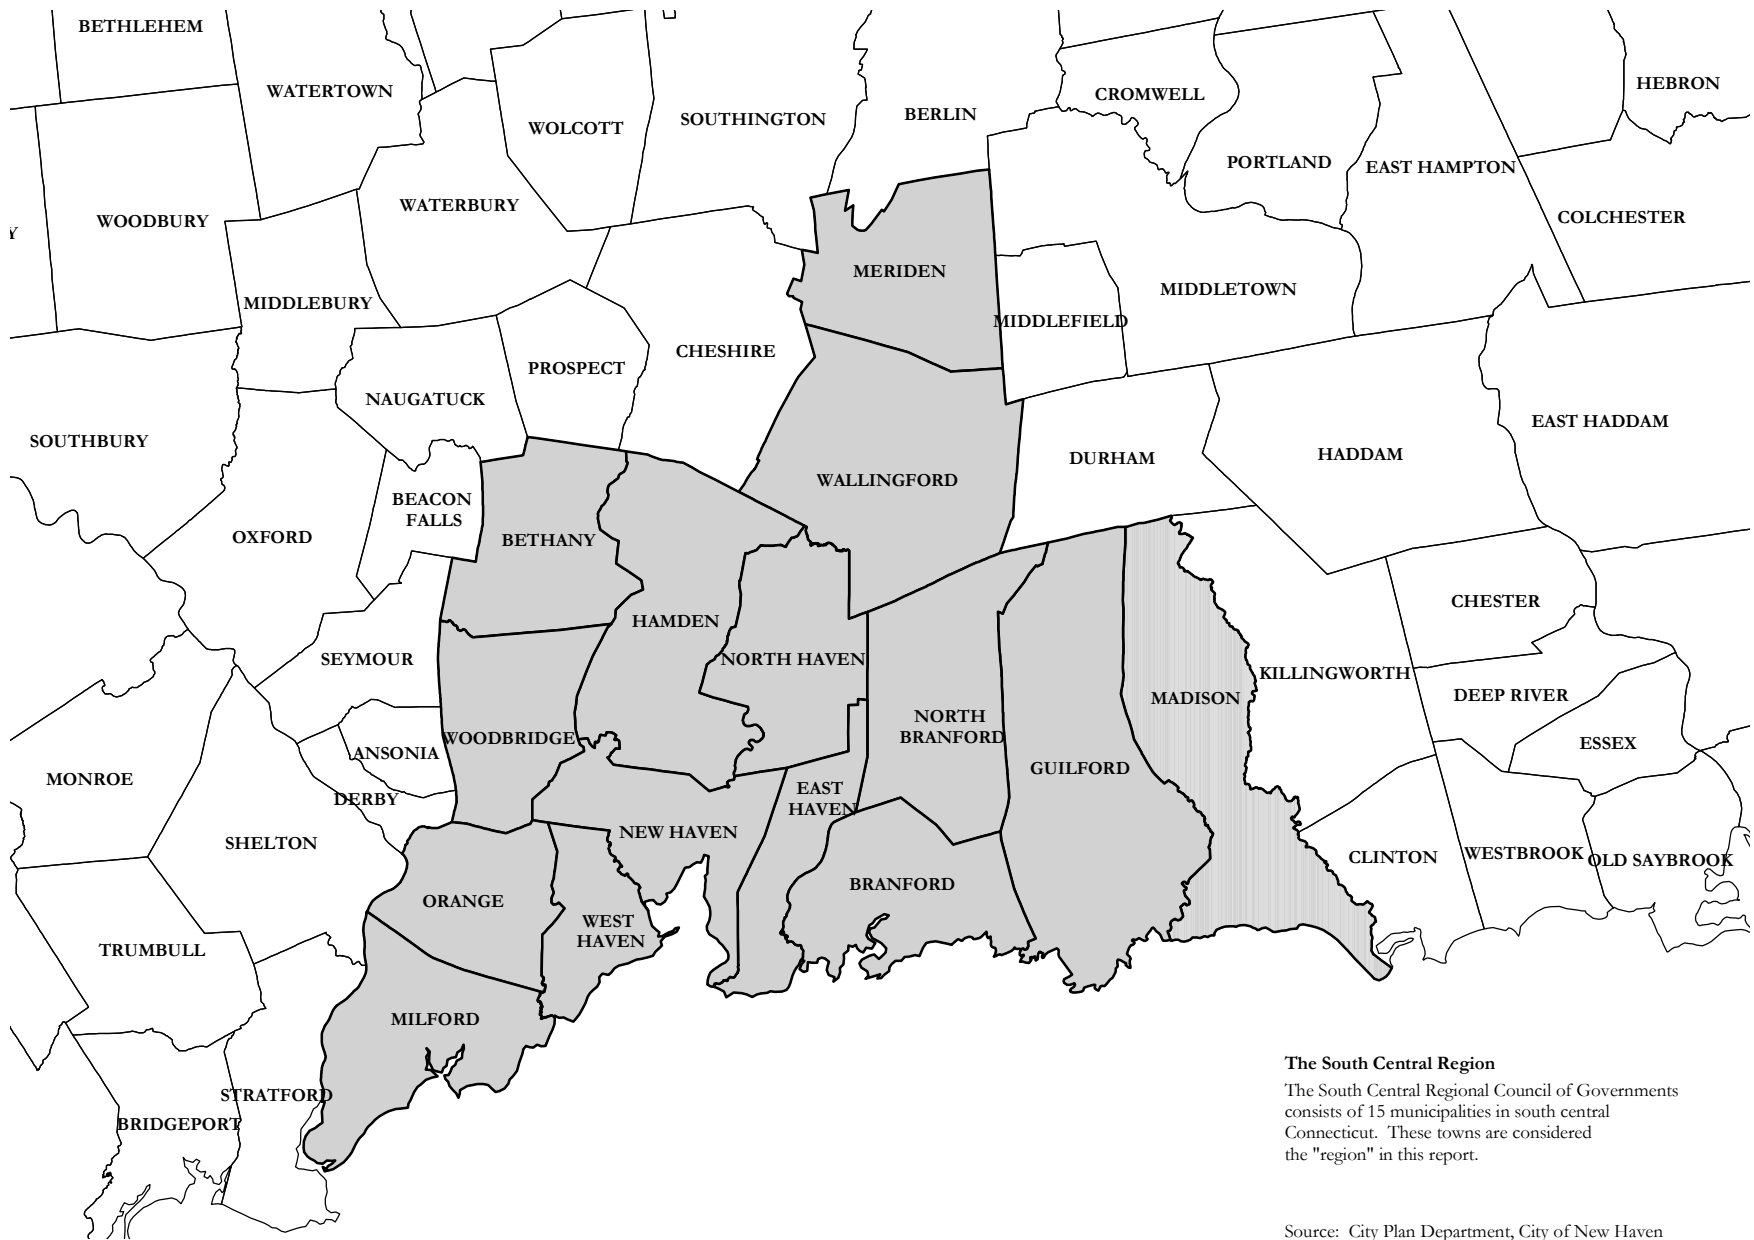 BETHLEHEM
WATERTOWN
WOLCOTT
SOUTHINGTON
BERLIN
CROMWELL
HEBRON
PORTLAND
EAST HAMPTON
Y
WOODBURY
WATERBURY
COLCHESTER
MERIDEN
MIDDLETOWN
MIDDLEBURY
MIDDLEFIELD
CHESHIRE
PROSPECT
NAUGATUCK
SOUTHBURY
EAST HADDAM
DURHAM
HADDAM
WALLINGFORD
BEACON
FALLS
OXFORD
BETHANY
CHESTER
HAMDEN
SEYMOUR
NORTH HAVEN
KILLINGWORTH
MADISON
DEEP RIVER
NORTH
BRANFORD
WOODBRIDGE
ANSONIA
ESSEX
GUILFORD
MONROE
DERBY
EAST
HAVEN
NEW HAVEN
SHELTON
CLINTON
WESTBROOK
OLD SAYBROOK
BRANFORD
ORANGE
WEST
HAVEN
TRUMBULL
MILFORD
STRATFORD
BRIDGEPORT
The South Central Region
The South Central Regional Council of Governments
consists of 15 municipalities in south central
Connecticut.  These towns are considered
the "region" in this report.
Source:  City Plan Department, City of New Haven